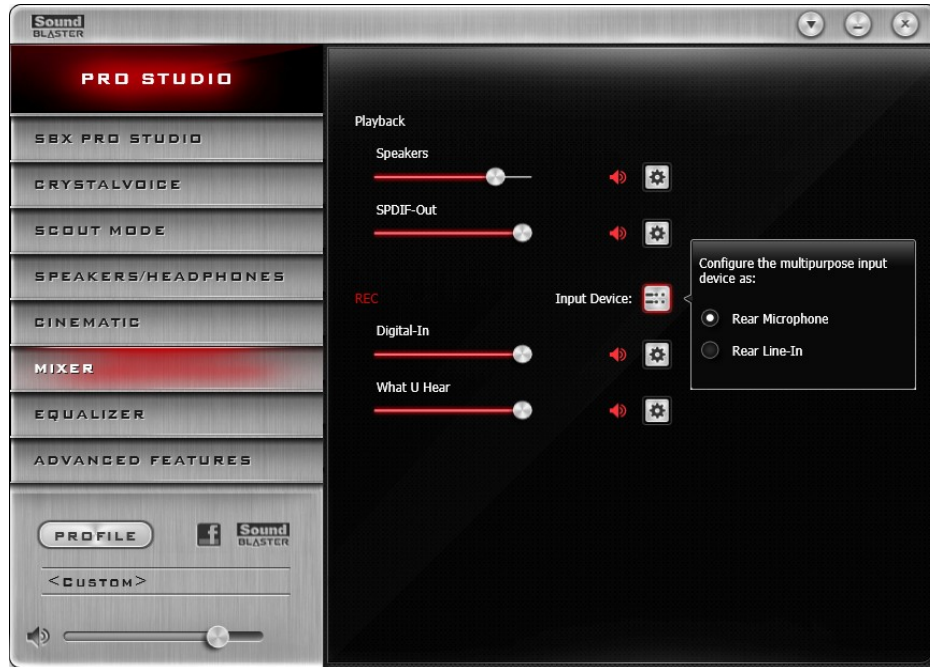 Sound
BLASTER
PRO STUDIO
SBX PRO STUDIO
CRYSTALVOICE
SCOUT MODE
SPEAKERS/HEADPHONES
CINEMATIC
MIXER
EQUALIZER
ADVANCED FEATURES
PROFILE
f
Sound
BLASTER
<CUSTOM>
Playback
Speakers
SPDIF-Out
REC
Input Device:
Digital-In
What U Hear
Configure the multipurpose input
device as:
Rear Microphone
Rear Line-In